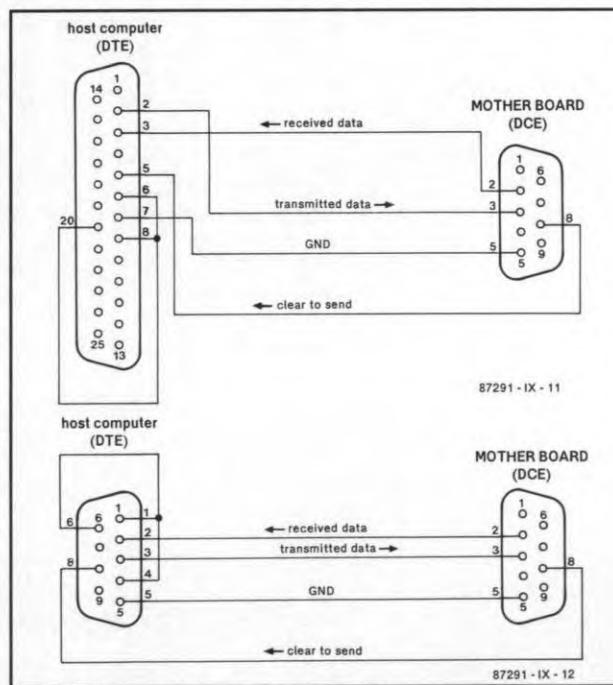 host computer
(DTE)
MOTHER BOARD
(DCE)
14
1
2
3
5
6
7
8
20
25
13
← received data
transmitted data →
GND
← clear to send
1
6
2
3
5
5
9
8
87291 - IX - 11
host computer
(DTE)
MOTHER BOARD
(DCE)
6
6
1
1
2
3
4
8
9
5
5
← received data
transmitted data →
GND
← clear to send
1
6
2
3
5
5
9
8
87291 - IX - 12